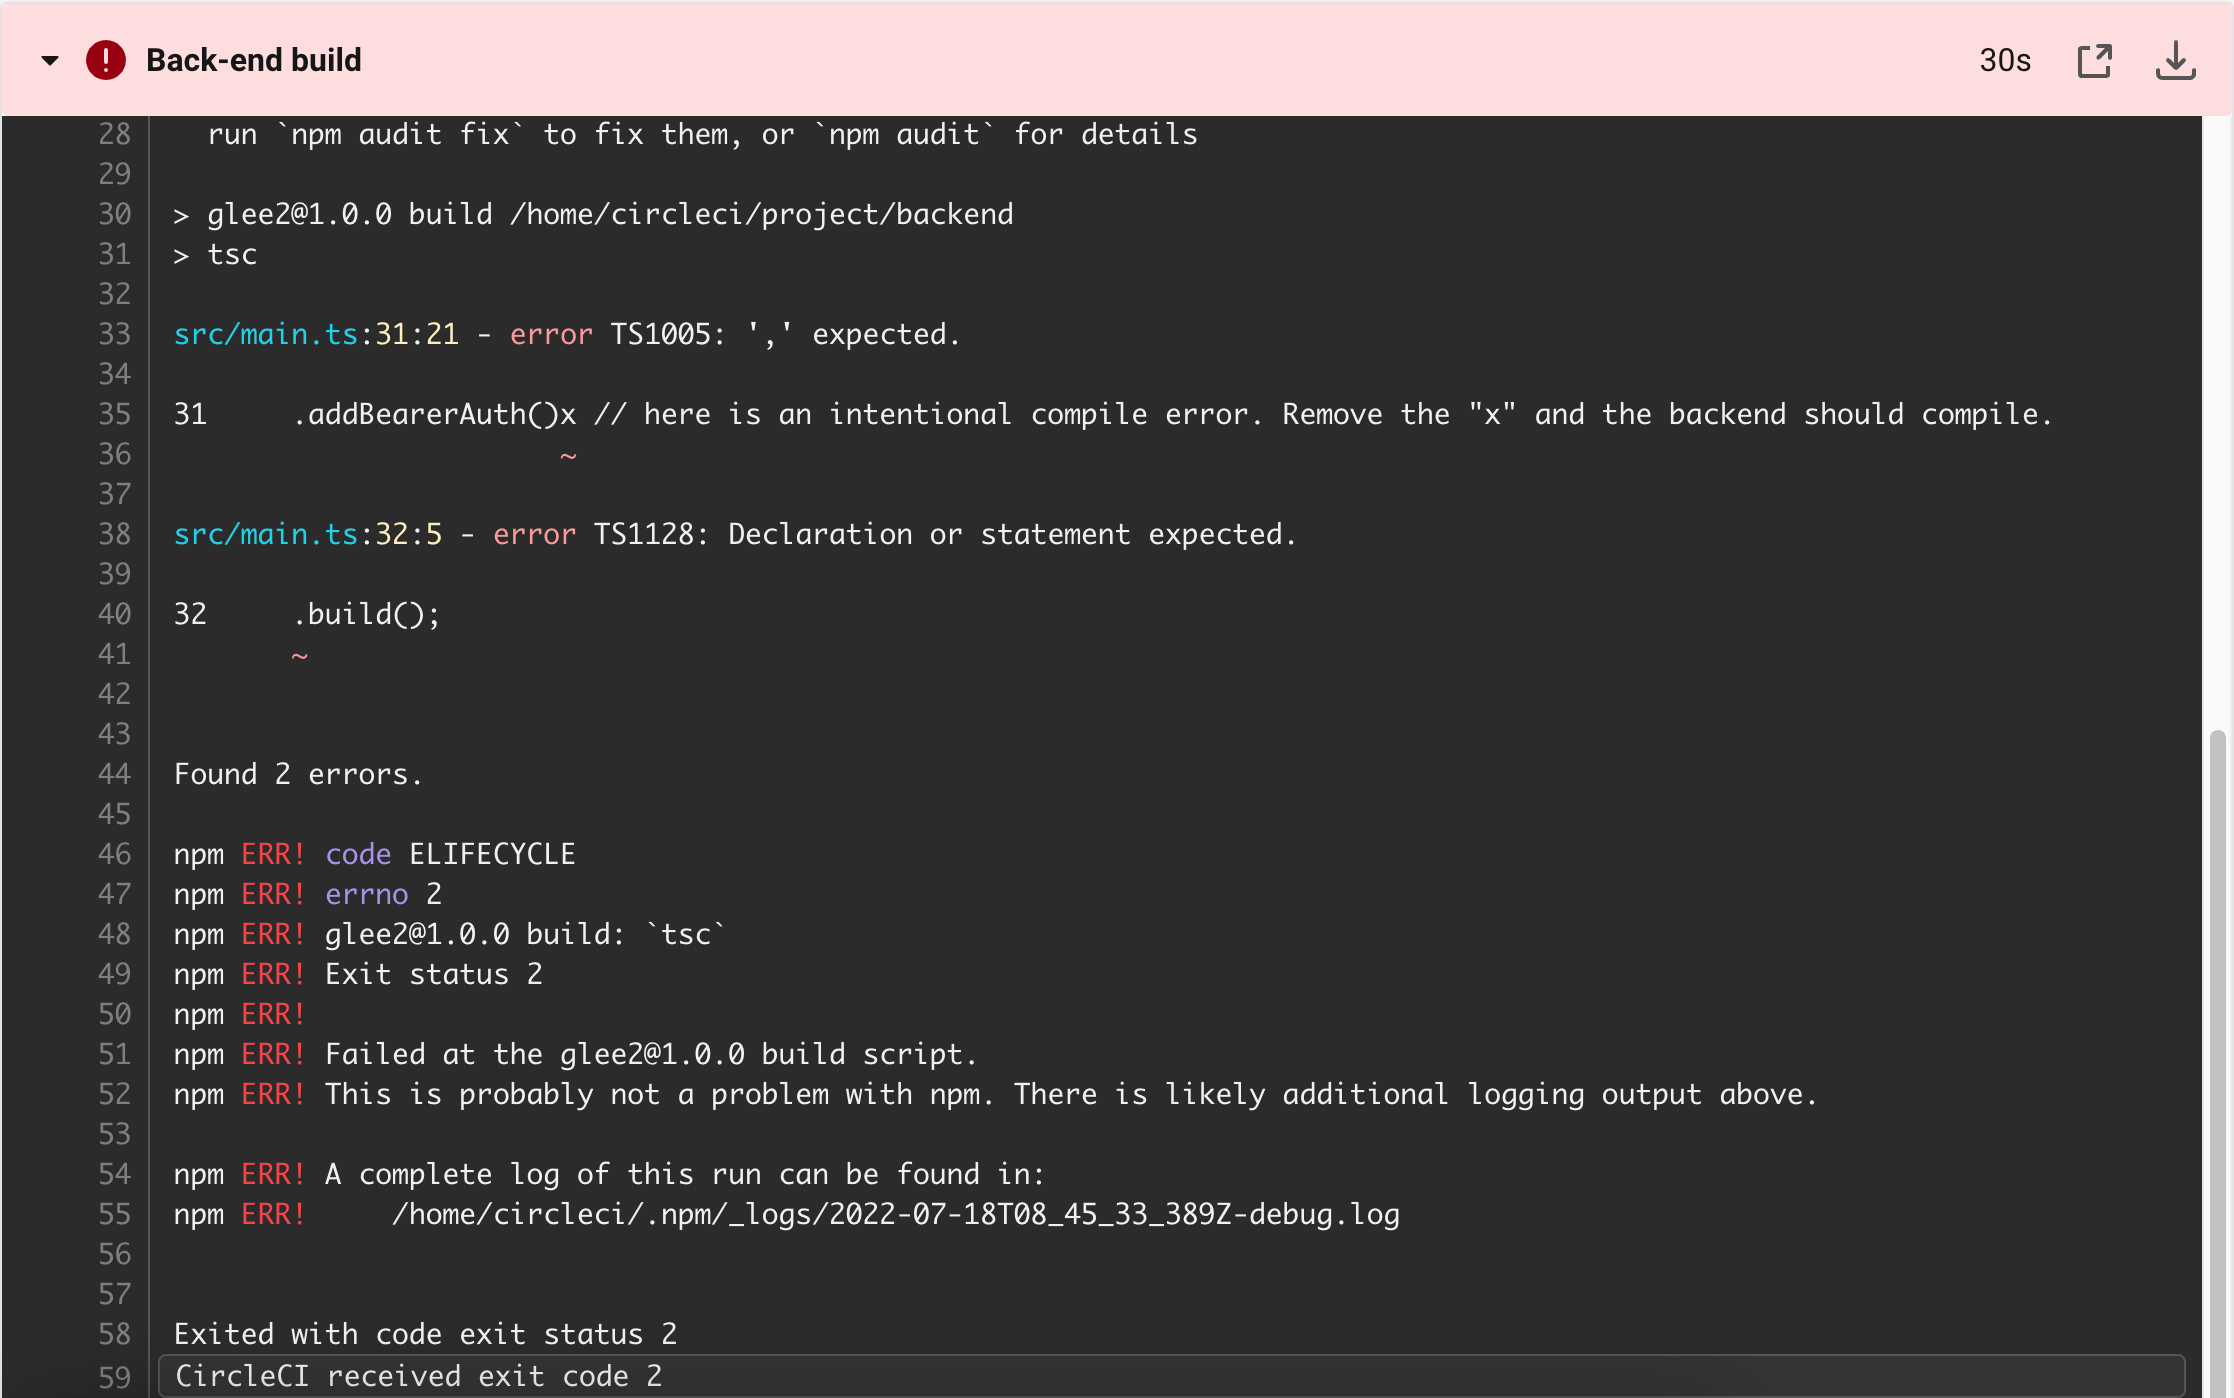 Back-end build
30s
28 run `npm audit fix` to fix them, or `npm audit` for details
29
30 > glee2@1.0.0 build /home/circleci/project/backend
31 > tsc
32
33 src/main.ts:31:21 - error TS1005: ',' expected.
34
35 31     .addBearerAuth()x // here is an intentional compile error. Remove the "x" and the backend should compile.
36                        ~
37
38 src/main.ts:32:5 - error TS1128: Declaration or statement expected.
39
40 32     .build();
41        ~
42
43
44 Found 2 errors.
45
46 npm ERR! code ELIFECYCLE
47 npm ERR! errno 2
48 npm ERR! glee2@1.0.0 build: `tsc`
49 npm ERR! Exit status 2
50 npm ERR!
51 npm ERR! Failed at the glee2@1.0.0 build script.
52 npm ERR! This is probably not a problem with npm. There is likely additional logging output above.
53
54 npm ERR! A complete log of this run can be found in:
55 npm ERR!     /home/circleci/.npm/_logs/2022-07-18T08_45_33_389Z-debug.log
56
57
58 Exited with code exit status 2
59 CircleCI received exit code 2